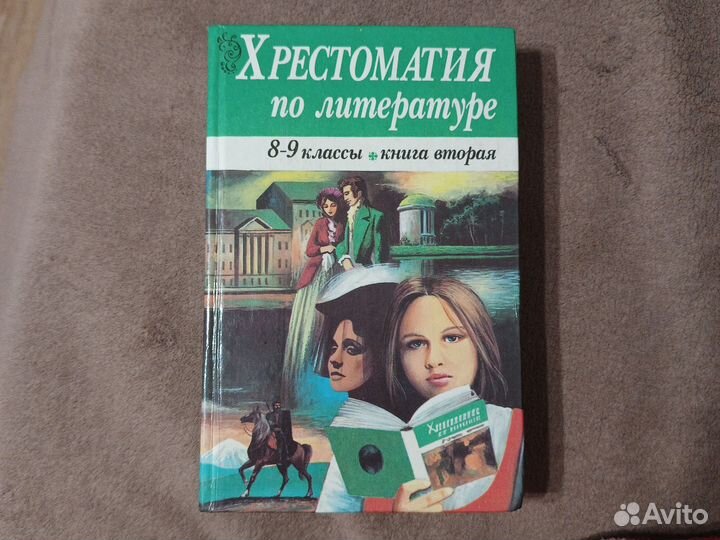 Хрестоматия
по литературе
8-9 классы книга вторая
Avito